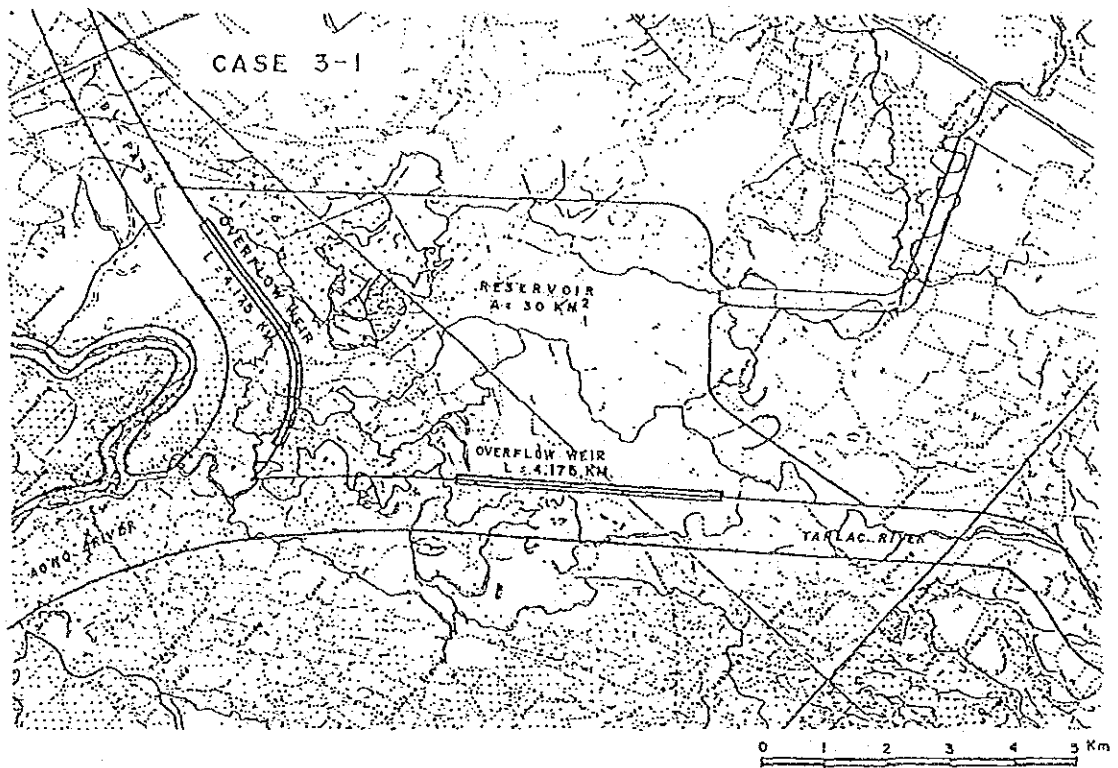 CASE 3-1
BY PASS
OVERFLOW WEIR
L = 4.175 KM
RESERVOIR
A = 30 KM²
OVERFLOW WEIR
L = 4.175 KM.
AGNO RIVER
TARLAC RIVER
0 1 2 3 4 5 Km